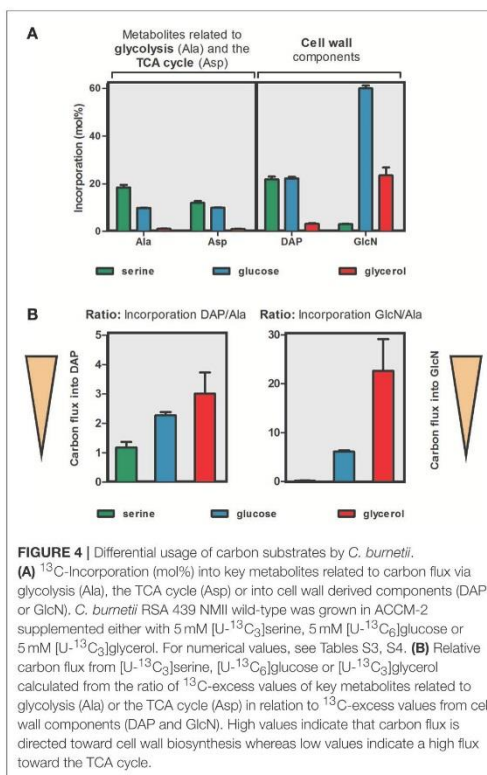 A
Metabolites related to
glycolysis (Ala) and the
TCA cycle (Asp)
Cell wall
components
Incorporation (mol%)
60
40
20
0
Ala
Asp
DAP
GlcN
serine
glucose
glycerol
B
Ratio: Incorporation DAP/Ala
Ratio: Incorporation GlcN/Ala
Carbon flux into DAP
5
4
3
2
1
0
30
20
10
0
Carbon flux into GlcN
serine
glucose
glycerol
FIGURE 4 | Differential usage of carbon substrates by C. burnetii.
(A) ¹³C-Incorporation (mol%) into key metabolites related to carbon flux via
glycolysis (Ala), the TCA cycle (Asp) or into cell wall derived components (DAP
or GlcN). C. burnetii RSA 439 NMII wild-type was grown in ACCM-2
supplemented either with 5 mM [U-¹³C₃]serine, 5 mM [U-¹³C₆]glucose or
5 mM [U-¹³C₃]glycerol. For numerical values, see Tables S3, S4. (B) Relative
carbon flux from [U-¹³C₃]serine, [U-¹³C₆]glucose or [U-¹³C₃]glycerol
calculated from the ratio of ¹³C-excess values of key metabolites related to
glycolysis (Ala) or the TCA cycle (Asp) in relation to ¹³C-excess values from cell
wall components (DAP and GlcN). High values indicate that carbon flux is
directed toward cell wall biosynthesis whereas low values indicate a high flux
toward the TCA cycle.